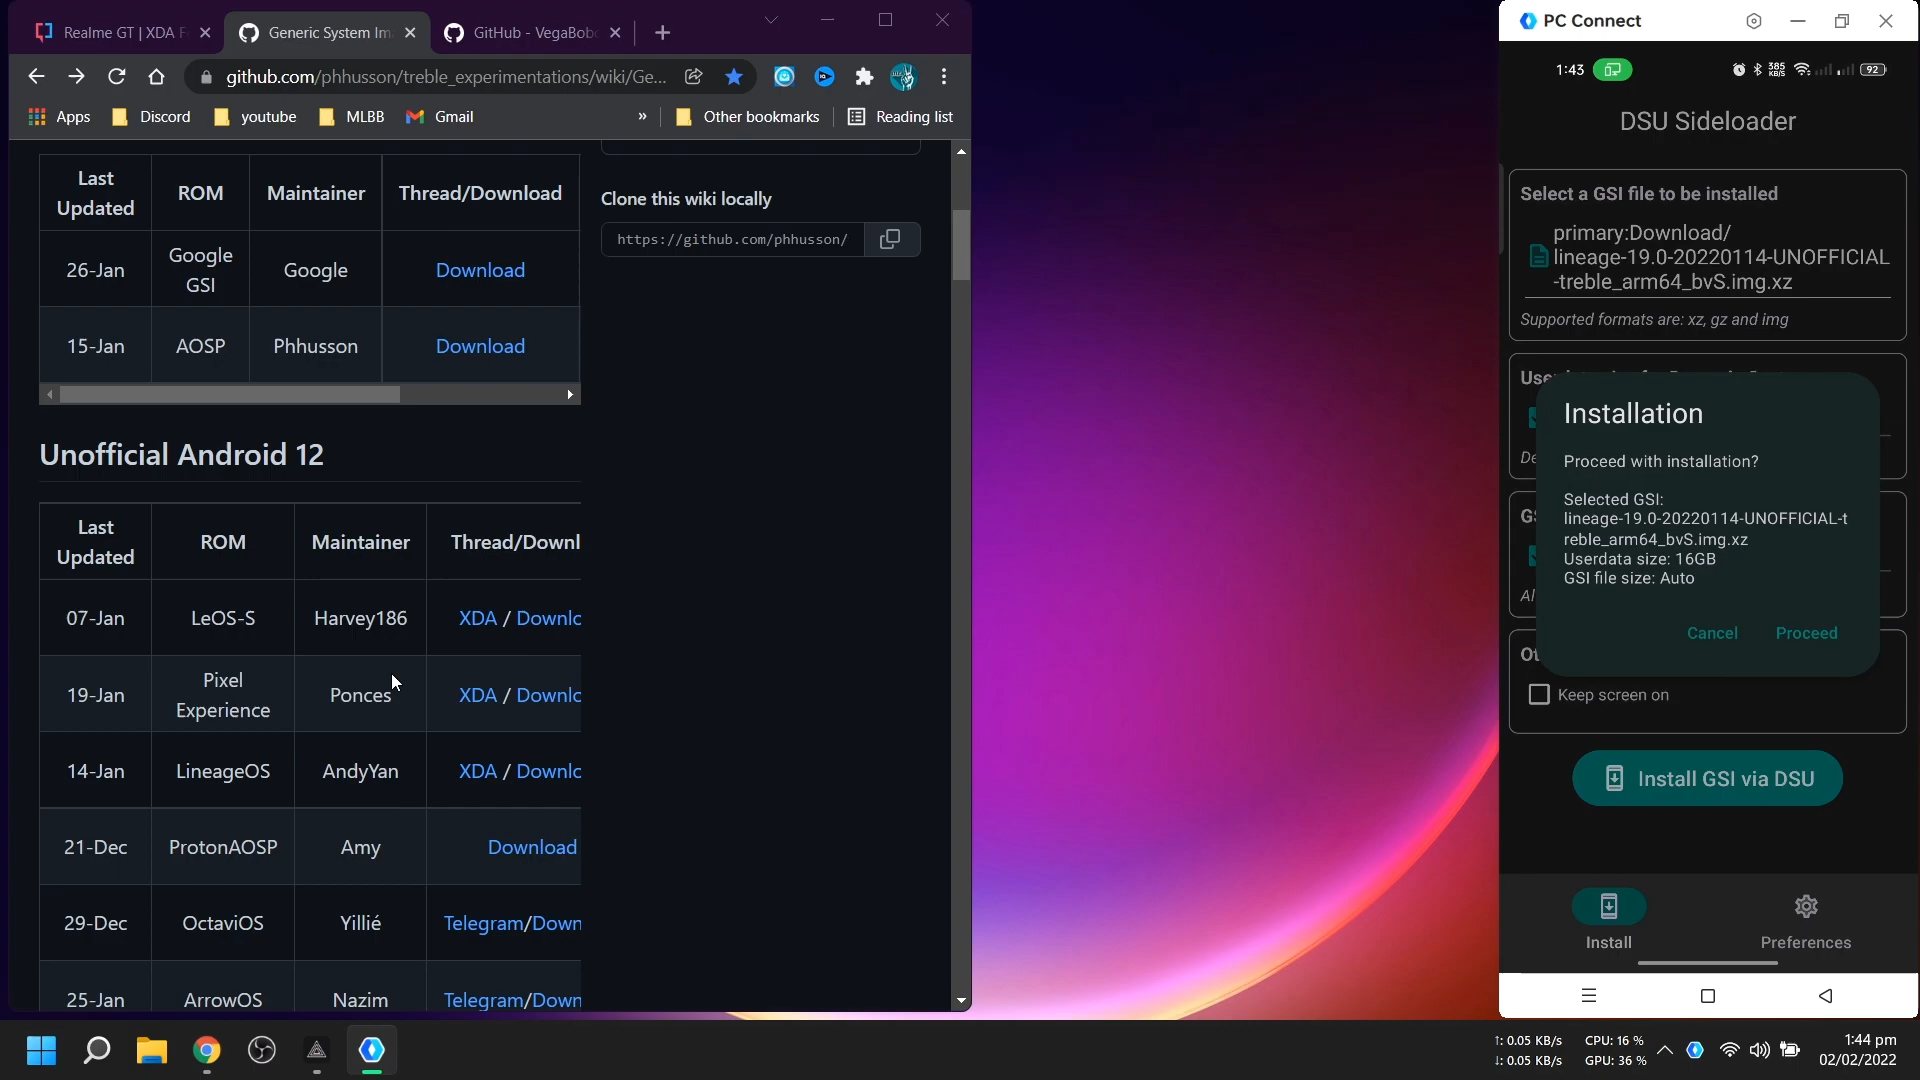 Realme GT | XDA F
Generic System Im
GitHub - VegaBob
github.com/phhusson/treble_experimentations/wiki/Ge...
Apps
Discord
youtube
MLBB
Gmail
»
Other bookmarks
Reading list
Last Updated
ROM
Maintainer
Thread/Download
26-Jan
Google GSI
Google
Download
15-Jan
AOSP
Phhusson
Download
Clone this wiki locally
https://github.com/phhusson/
Unofficial Android 12
Last Updated
ROM
Maintainer
Thread/Downl
07-Jan
LeOS-S
Harvey186
XDA / Downlo
19-Jan
Pixel Experience
Ponces
XDA / Downlo
14-Jan
LineageOS
AndyYan
XDA / Downlo
21-Dec
ProtonAOSP
Amy
Download
29-Dec
OctaviOS
Yillié
Telegram/Down
25-Jan
ArrowOS
Nazim
Telegram/Down
PC Connect
1:43
385 KB/S
92
DSU Sideloader
Select a GSI file to be installed
primary:Download/
lineage-19.0-20220114-UNOFFICIAL
-treble_arm64_bvS.img.xz
Supported formats are: xz, gz and img
Installation
Proceed with installation?
Selected GSI:
lineage-19.0-20220114-UNOFFICIAL-t
reble_arm64_bvS.img.xz
Userdata size: 16GB
GSI file size: Auto
Cancel
Proceed
Keep screen on
Install GSI via DSU
Install
Preferences
↑: 0.05 KB/s
↓: 0.05 KB/s
CPU: 16 %
GPU: 36 %
1:44 pm
02/02/2022